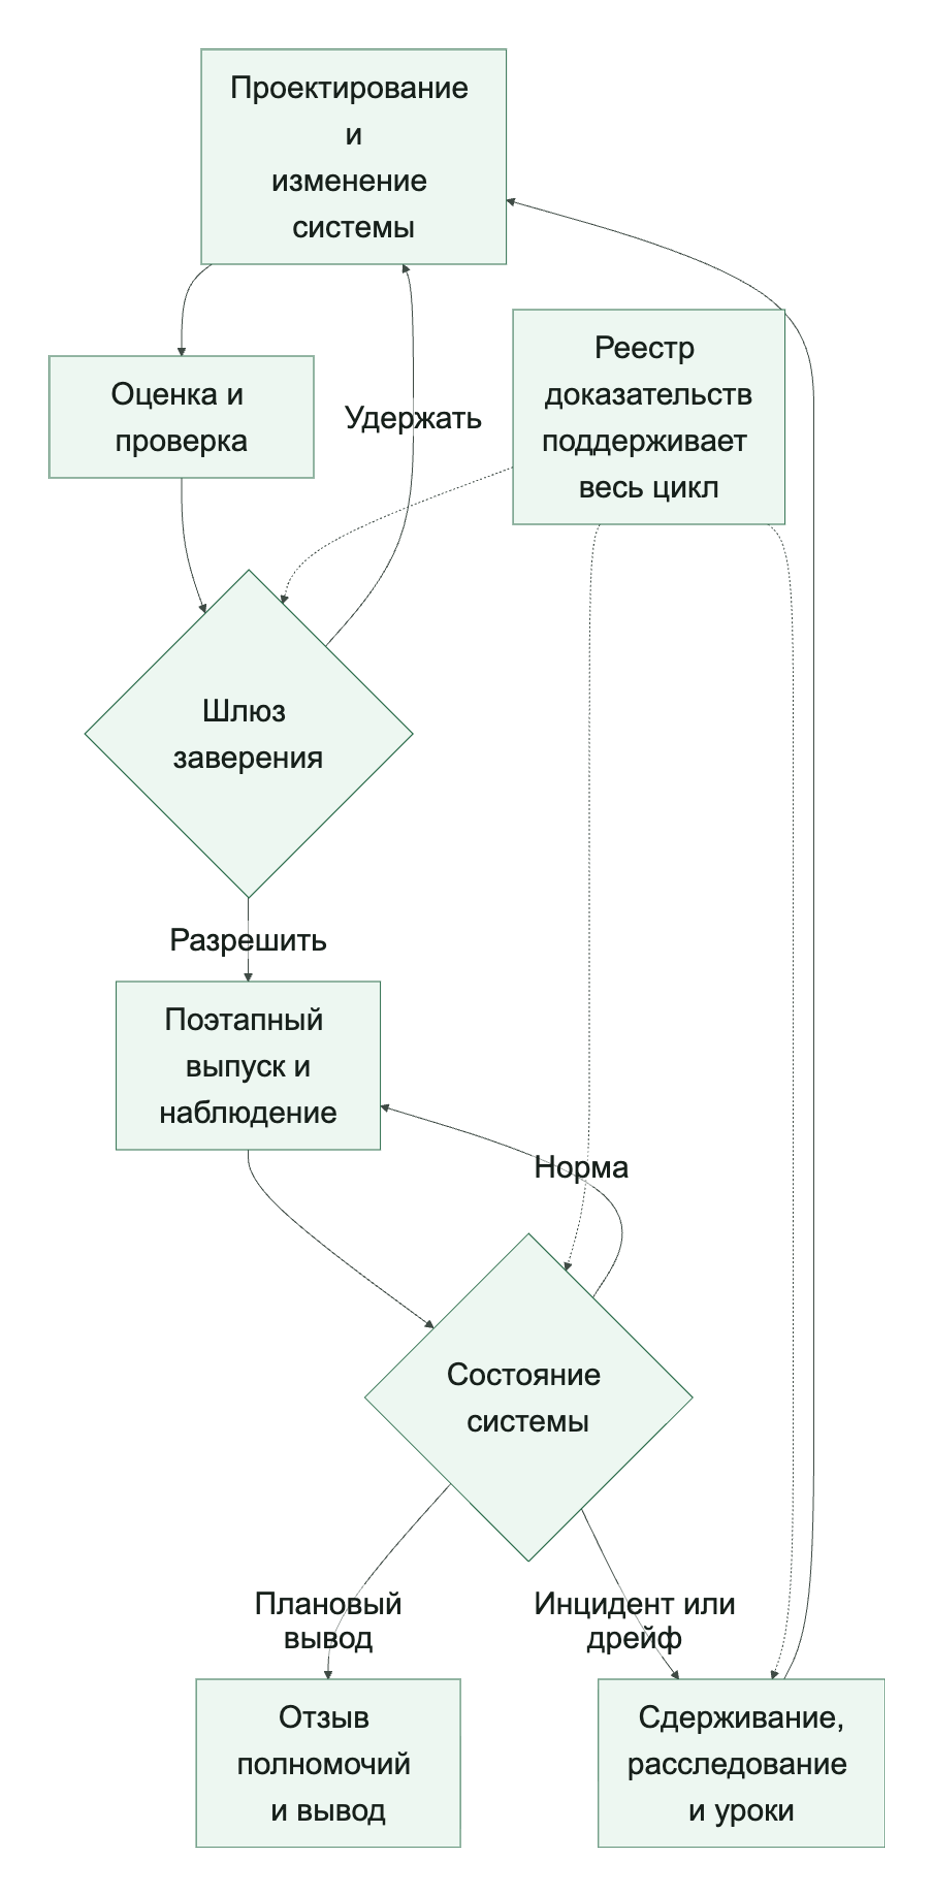 Проектирование
и
изменение
системы
Реестр
доказательств
поддерживает
весь цикл
Оценка и
проверка
Удержать
Шлюз
заверения
Разрешить
Поэтапный
выпуск и
наблюдение
Норма
Состояние
системы
Плановый
вывод
Инцидент или
дрейф
Отзыв
полномочий
и вывод
Сдерживание,
расследование
и уроки